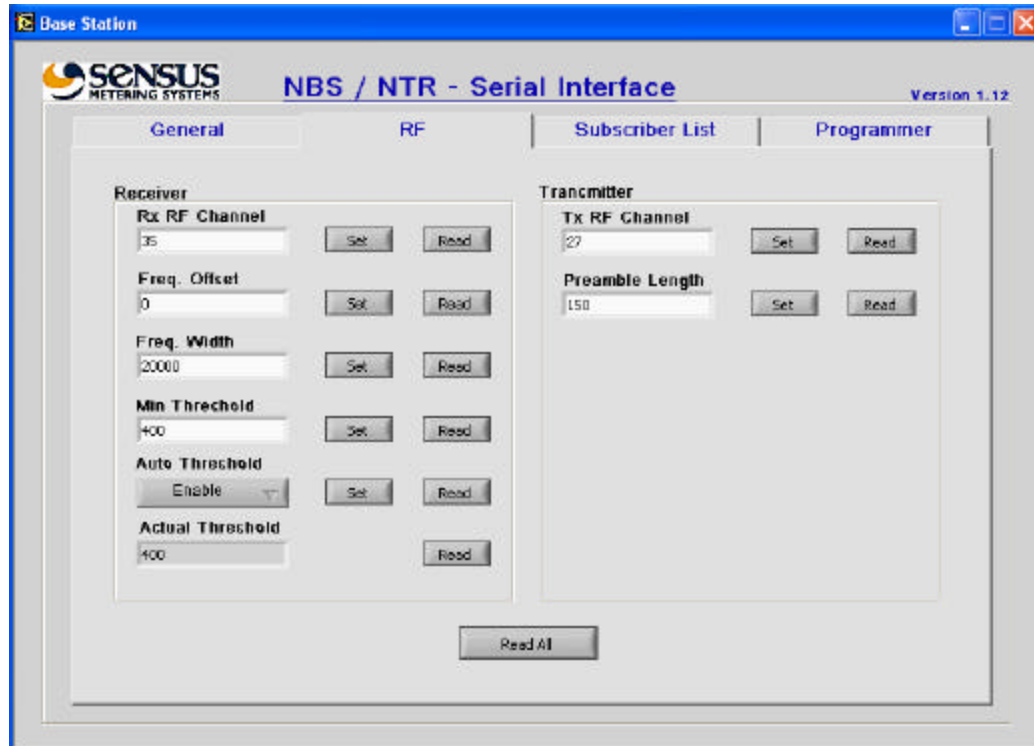 Base Station
SENSUS
METERING SYSTEMS
NBS / NTR - Serial Interface
Version 1.12
General
RF
Subscriber List
Programmer
Receiver
Rx RF Channel
35
Set
Read
Freq. Offset
0
Set
Read
Freq. Width
20000
Set
Read
Min Threshold
400
Set
Read
Auto Threshold
Enable
Set
Read
Actual Threshold
400
Read
Trancmitter
Tx RF Channel
27
Set
Read
Preamble Length
150
Set
Read
Read All